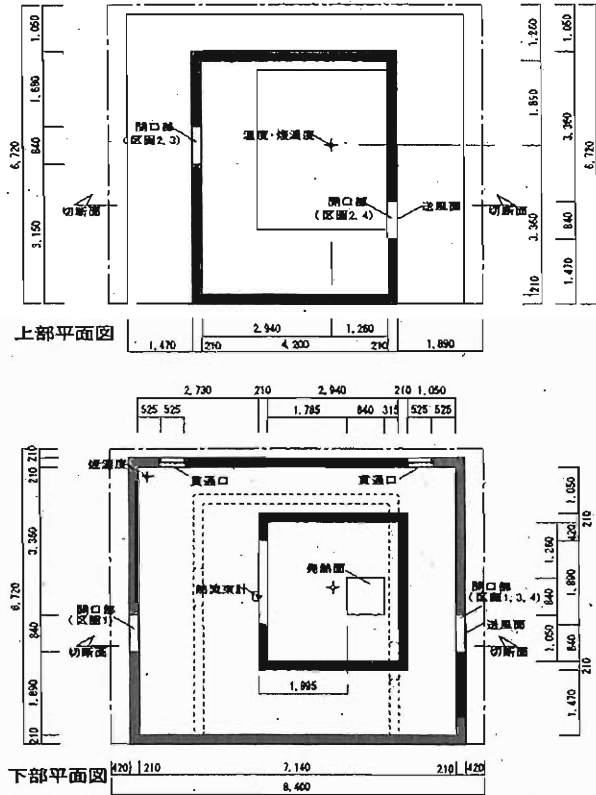 1,050
1,680
840
3,150
6,720
開口部
(区画2,3)
温度・煙濃度
開口部
(区画2,4)
送風面
切断面
切断面
1,260
1,890
3,360
210
1,050
3,360
840
1,470
6,720
上部平面図
2,940
1,260
1,470
210
4,200
210
1,890
2,730
210
2,940
210
1,050
525
525
1,785
840
315
525
525
210
210
3,360
840
1,890
210
6,720
煙濃度
貫通口
貫通口
発熱面
熱流束計
開口部
(区画1)
開口部
(区画1,3,4)
送風面
切断面
切断面
1,995
1,260
840
1,050
1,050
420
1,890
840
1,470
210
210
下部平面図
420
210
7,140
210
420
8,400